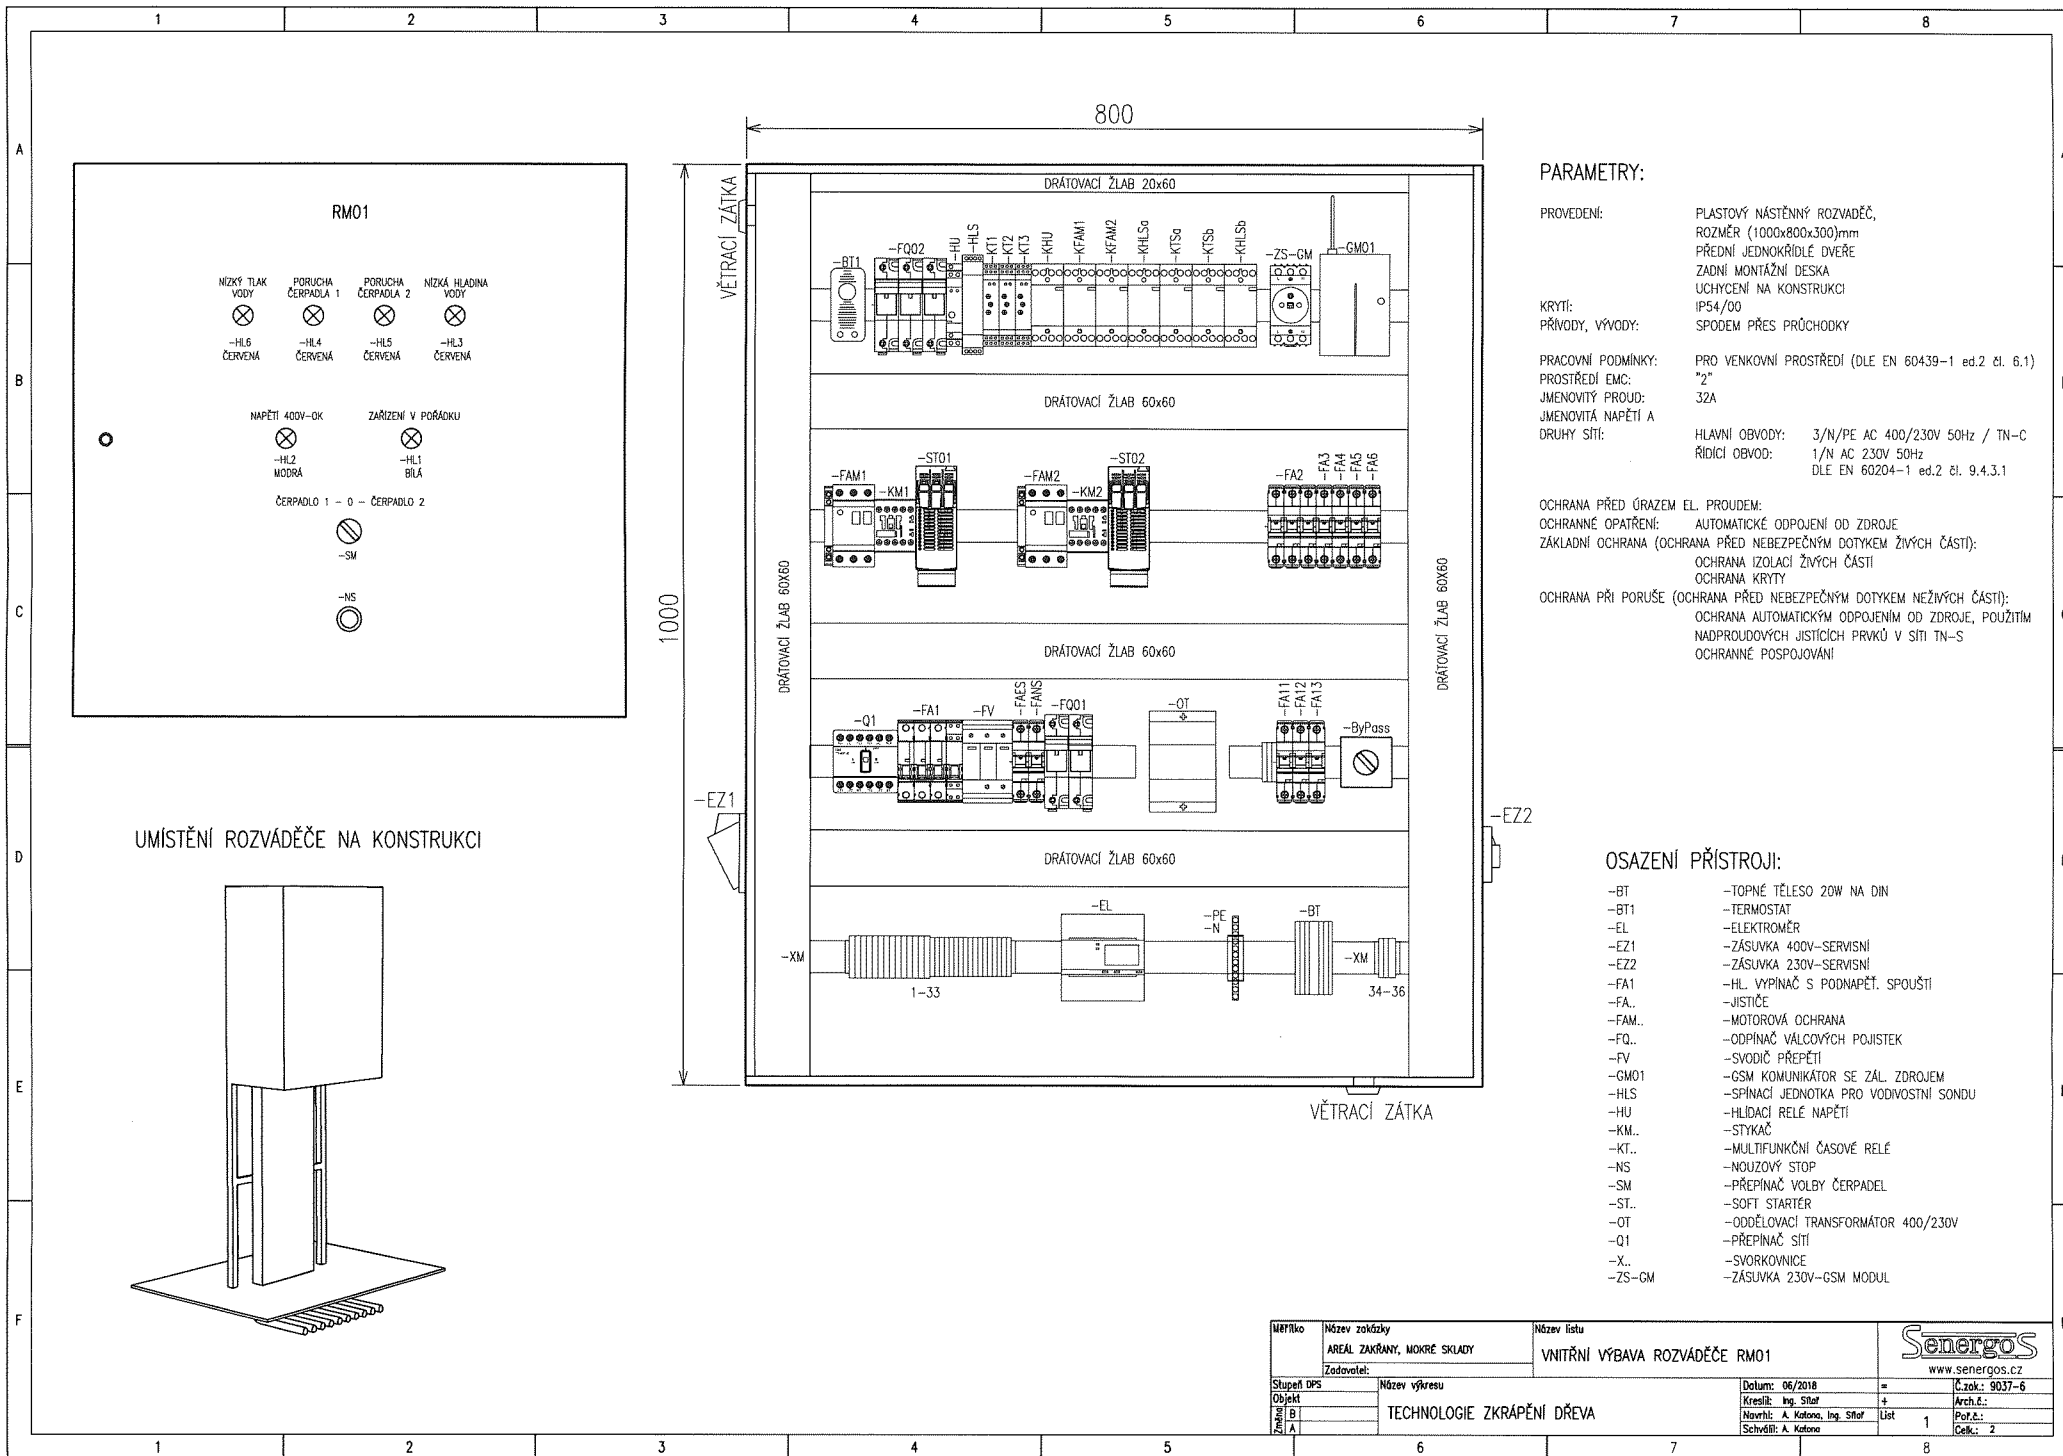 1 2 3 4 5 6 7 8
A
B
C
D
E
F
RM01
NÍZKÝ TLAK
VODY
PORUCHA
ČERPADLA 1
PORUCHA
ČERPADLA 2
NÍZKÁ HLADINA
VODY
-HL6
ČERVENÁ
-HL4
ČERVENÁ
-HL5
ČERVENÁ
-HL3
ČERVENÁ
NAPĚTÍ 400V-OK
ZAŘÍZENÍ V POŘÁDKU
-HL2
MODRÁ
-HL1
BÍLÁ
ČERPADLO 1 - 0 - ČERPADLO 2
-SM
-NS
UMÍSTĚNÍ ROZVÁDĚČE NA KONSTRUKCI
800
1000
VĚTRACÍ ZÁTKA
DRÁTOVACÍ ŽLAB 20x60
-BT1
-FQ02
-HU
-HLS
-KT1
-KT2
-KT3
-KHU
-KFAM1
-KFAM2
-KHLSa
-KTSa
-KTSb
-KHLSb
-ZS-GM
-GM01
DRÁTOVACÍ ŽLAB 60x60
-FAM1
-KM1
-ST01
-FAM2
-KM2
-ST02
-FA2
-FA3
-FA4
-FA5
-FA6
DRÁTOVACÍ ŽLAB 60X60
DRÁTOVACÍ ŽLAB 60X60
DRÁTOVACÍ ŽLAB 60x60
-Q1
-FA1
-FV
-FAES
-FANS
-FQ01
-OT
-FA11
-FA12
-FA13
-ByPass
-EZ1
-EZ2
DRÁTOVACÍ ŽLAB 60x60
-XM
1-33
-EL
-PE
-N
-BT
-XM
34-36
VĚTRACÍ ZÁTKA
PARAMETRY:
PROVEDENÍ: PLASTOVÝ NÁSTĚNNÝ ROZVADĚČ,
ROZMĚR (1000x800x300)mm
PŘEDNÍ JEDNOKŘÍDLÉ DVEŘE
ZADNÍ MONTÁŽNÍ DESKA
UCHYCENÍ NA KONSTRUKCI
KRYTÍ: IP54/00
PŘÍVODY, VÝVODY: SPODEM PŘES PRŮCHODKY
PRACOVNÍ PODMÍNKY: PRO VENKOVNÍ PROSTŘEDÍ (DLE EN 60439-1 ed.2 čl. 6.1)
PROSTŘEDÍ EMC: "2"
JMENOVITÝ PROUD: 32A
JMENOVITÁ NAPĚTÍ A
DRUHY SÍTÍ: HLAVNÍ OBVODY: 3/N/PE AC 400/230V 50Hz / TN-C
ŘÍDÍCÍ OBVOD: 1/N AC 230V 50Hz
DLE EN 60204-1 ed.2 čl. 9.4.3.1
OCHRANA PŘED ÚRAZEM EL. PROUDEM:
OCHRANNÉ OPATŘENÍ: AUTOMATICKÉ ODPOJENÍ OD ZDROJE
ZÁKLADNÍ OCHRANA (OCHRANA PŘED NEBEZPEČNÝM DOTYKEM ŽIVÝCH ČÁSTÍ):
OCHRANA IZOLACÍ ŽIVÝCH ČÁSTÍ
OCHRANA KRYTY
OCHRANA PŘI PORUŠE (OCHRANA PŘED NEBEZPEČNÝM DOTYKEM NEŽIVÝCH ČÁSTÍ):
OCHRANA AUTOMATICKÝM ODPOJENÍM OD ZDROJE, POUŽITÍM
NADPROUDOVÝCH JISTÍCÍCH PRVKŮ V SÍTI TN-S
OCHRANNÉ POSPOJOVÁNÍ
OSAZENÍ PŘÍSTROJI:
-BT -TOPNÉ TĚLESO 20W NA DIN
-BT1 -TERMOSTAT
-EL -ELEKTROMĚR
-EZ1 -ZÁSUVKA 400V-SERVISNÍ
-EZ2 -ZÁSUVKA 230V-SERVISNÍ
-FA1 -HL. VYPÍNAČ S PODNAPĚŤ. SPOUŠTÍ
-FA.. -JISTIČE
-FAM.. -MOTOROVÁ OCHRANA
-FQ.. -ODPÍNAČ VÁLCOVÝCH POJISTEK
-FV -SVODIČ PŘEPĚTÍ
-GM01 -GSM KOMUNIKÁTOR SE ZÁL. ZDROJEM
-HLS -SPÍNACÍ JEDNOTKA PRO VODIVOSTNÍ SONDU
-HU -HLÍDACÍ RELÉ NAPĚTÍ
-KM.. -STYKAČ
-KT.. -MULTIFUNKČNÍ ČASOVÉ RELÉ
-NS -NOUZOVÝ STOP
-SM -PŘEPÍNAČ VOLBY ČERPADEL
-ST.. -SOFT STARTÉR
-OT -ODDĚLOVACÍ TRANSFORMÁTOR 400/230V
-Q1 -PŘEPÍNAČ SÍTÍ
-X.. -SVORKOVNICE
-ZS-GM -ZÁSUVKA 230V-GSM MODUL
Měřítko
Název zakázky
AREÁL ZAKŘANY, MOKRÉ SKLADY
Zadavatel:
Název listu
VNITŘNÍ VÝBAVA ROZVÁDĚČE RM01
Senergos
www.senergos.cz
Stupeň DPS
Objekt
Změna
B
A
Název výkresu
TECHNOLOGIE ZKRÁPĚNÍ DŘEVA
Datum: 06/2018
Kreslil: Ing. Sítař
Navrhl: A. Katona, Ing. Sítař
Schválil: A. Katona
=
+
List 1
Č.zak.: 9037-6
Arch.č.:
Poř.č.:
Celk.: 2
1 2 3 4 5 6 7 8